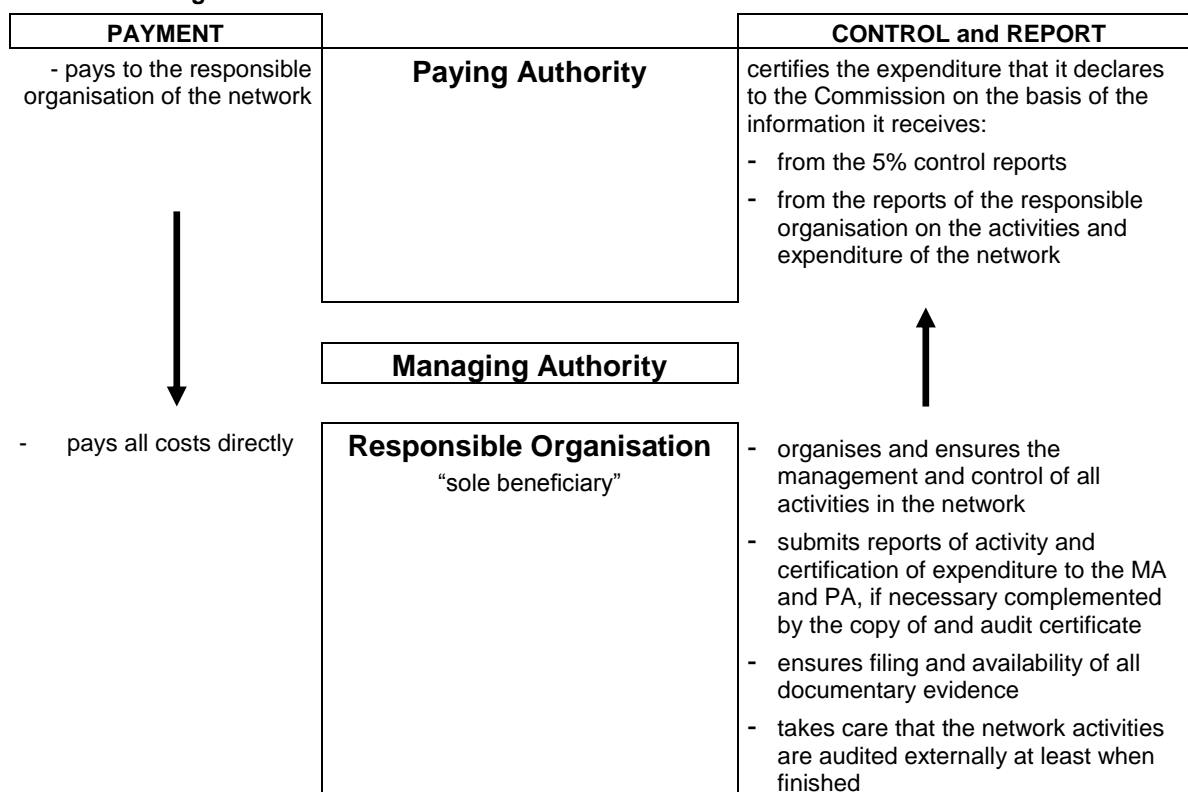 PAYMENT
CONTROL and REPORT
- pays to the responsible
organisation of the network
Paying Authority
certifies the expenditure that it declares
to the Commission on the basis of the
information it receives:
- from the 5% control reports
- from the reports of the responsible
organisation on the activities and
expenditure of the network
Managing Authority
- pays all costs directly
Responsible Organisation
“sole beneficiary”
- organises and ensures the
management and control of all
activities in the network
- submits reports of activity and
certification of expenditure to the MA
and PA, if necessary complemented
by the copy of and audit certificate
- ensures filing and availability of all
documentary evidence
- takes care that the network activities
are audited externally at least when
finished